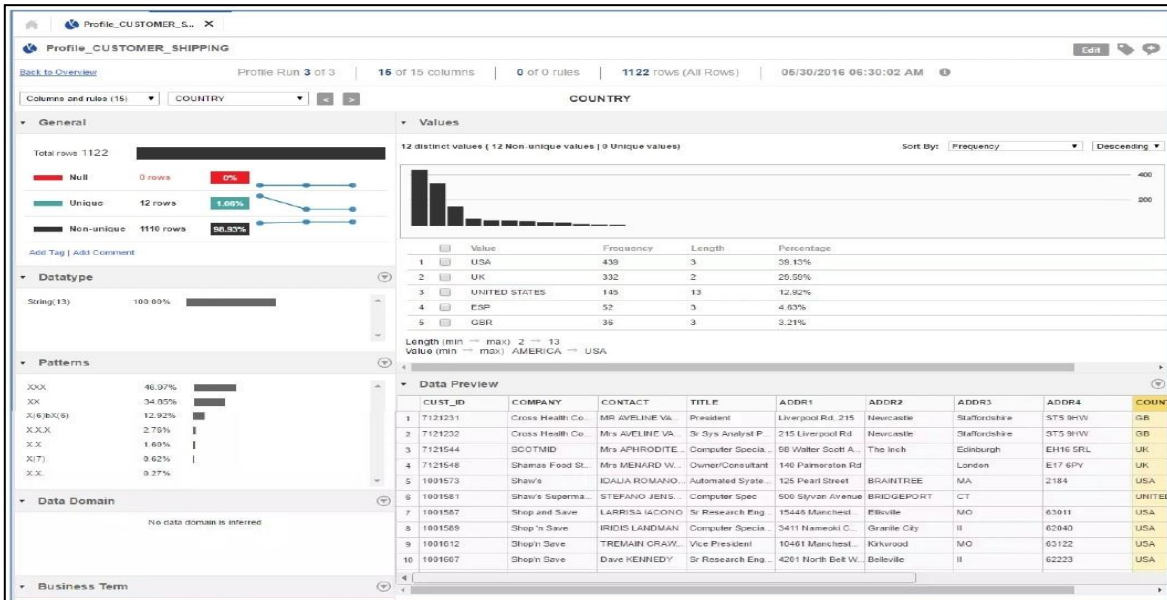 Profile_CUSTOMER_S... X
Profile_CUSTOMER_SHIPPING Edit
Back to Overview Profile Run 3 of 3 15 of 15 columns 0 of 0 rules 1122 rows (All Rows) 05/30/2016 06:30:02 AM
Columns and rules (15) COUNTRY < > COUNTRY
General
Total rows 1122
Null 0 rows 0%
Unique 12 rows 1.06%
Non-unique 1110 rows 98.93%
Add Tag | Add Comment
Datatype
String(13) 100.00%
Patterns
XXX 46.97%
XX 34.85%
X(6)bX(6) 12.92%
X.X.X 2.76%
X.X 1.60%
X(7) 0.62%
X.X. 0.27%
Data Domain
No data domain is inferred
Business Term
Values
12 distinct values ( 12 Non-unique values | 0 Unique values) Sort By: Frequency Descending
400
200
Value Frequency Length Percentage
1 USA 439 3 39.13%
2 UK 332 2 29.59%
3 UNITED STATES 145 13 12.92%
4 ESP 52 3 4.63%
5 GBR 36 3 3.21%
Length (min → max) 2 → 13
Value (min → max) AMERICA → USA
Data Preview
CUST_ID COMPANY CONTACT TITLE ADDR1 ADDR2 ADDR3 ADDR4 COUN
1 7121231 Cross Health Co... MR AVELINE VA... President Liverpool Rd, 215 Newcastle Staffordshire ST5 9HW GB
2 7121232 Cross Health Co... Mrs AVELINE VA... Sr Sys Analyst P... 215 Liverpool Rd Newcastle Staffordshire ST5 9HW GB
3 7121544 SCOTMID Mrs APHRODITE... Computer Specia... 98 Walter Scott A... The Inch Edinburgh EH16 5RL UK
4 7121548 Shamas Food St... Mrs MENARD W... Owner/Consultant 140 Palmerston Rd London E17 6PY UK
5 1001573 Shaw's IDALIA ROMANO... Automated Syste... 125 Pearl Street BRAINTREE MA 2184 USA
6 1001581 Shaw's Superma... STEFANO JENS... Computer Spec 500 Slyvan Avenue BRIDGEPORT CT UNITE
7 1001587 Shop and Save LARRISA IACONO Sr Research Eng... 15446 Manchest... Ellisville MO 63011 USA
8 1001589 Shop 'n Save IRIDIS LANDMAN Computer Specia... 3411 Nameoki C... Granite City Il 62040 USA
9 1001612 Shop'n Save TREMAIN CRAW... Vice President 10461 Manchest... Kirkwood MO 63122 USA
10 1001667 Shop'n Save Dave KENNEDY Sr Research Eng... 4201 North Belt W... Belleville Il 62223 USA